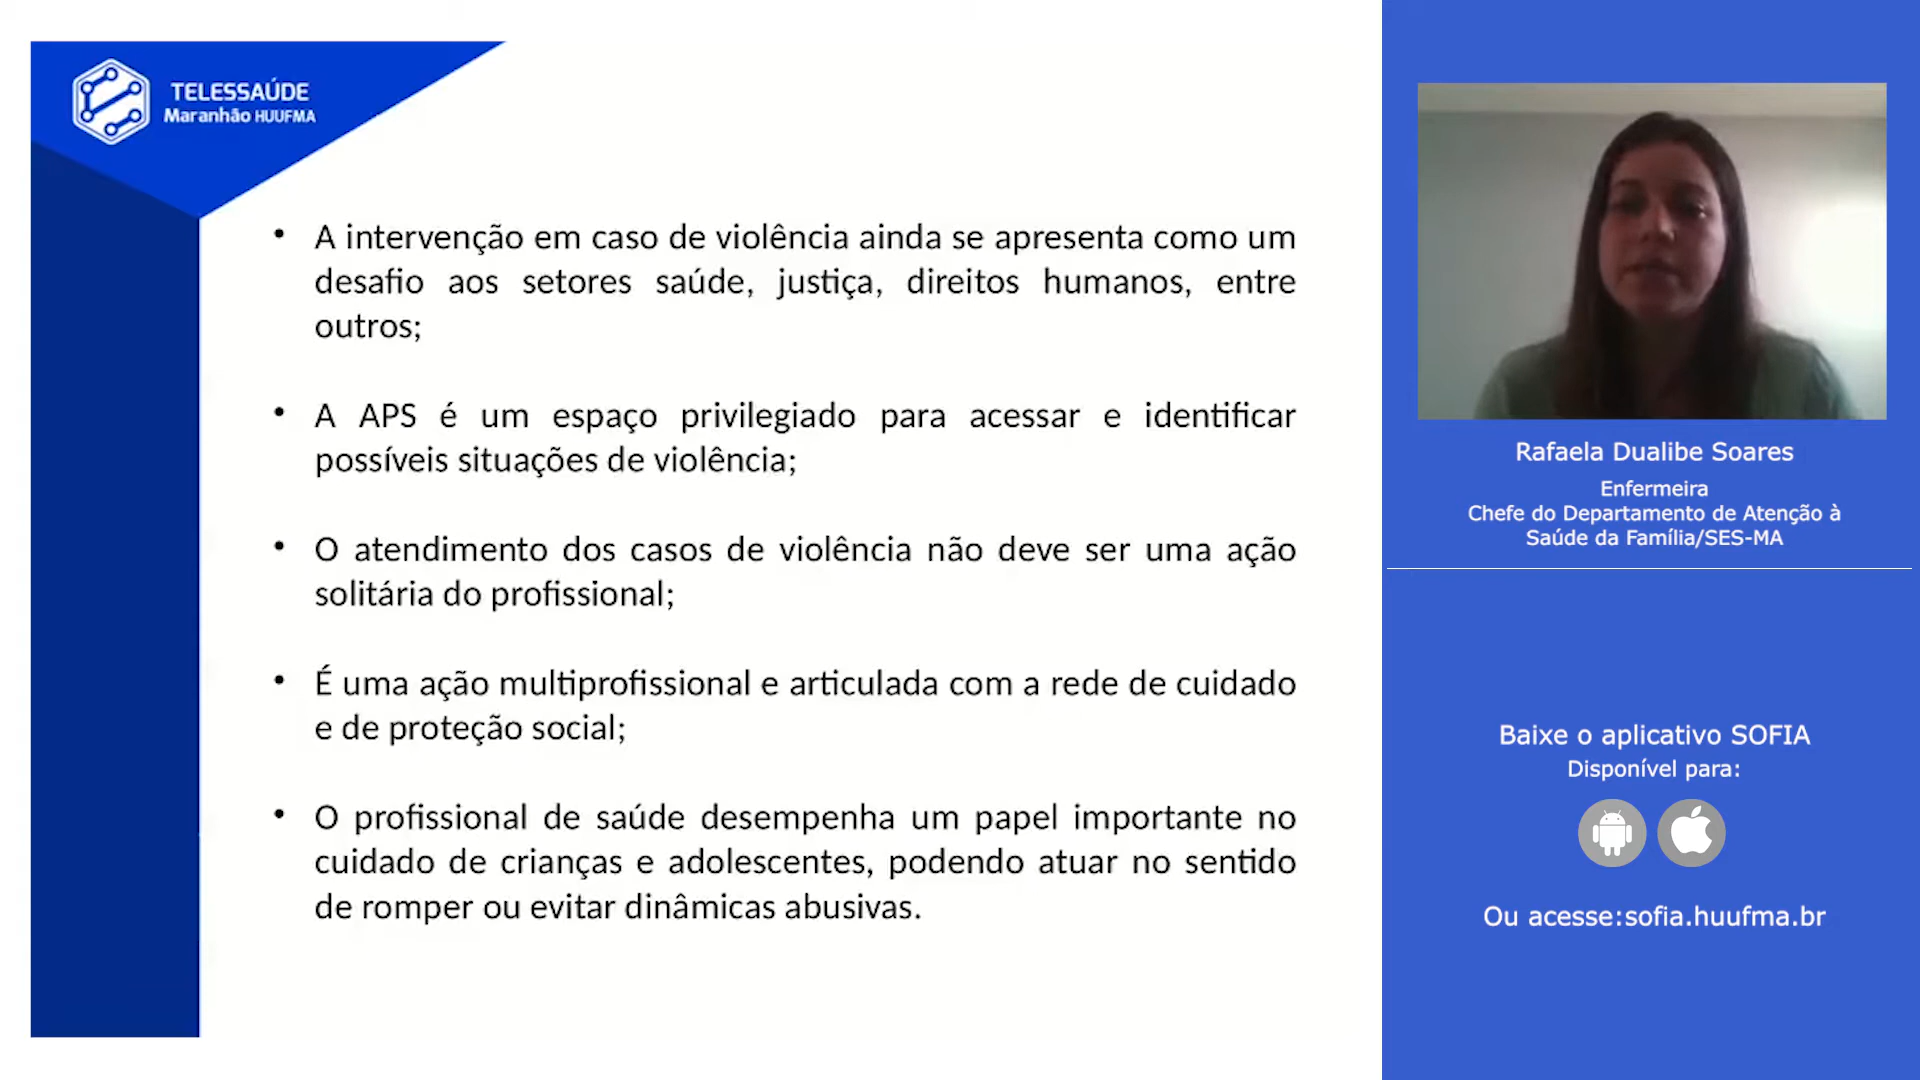 TELESSAÚDE
Maranhão HUUFMA
• A intervenção em caso de violência ainda se apresenta como um
desafio aos setores saúde, justiça, direitos humanos, entre
outros;
• A APS é um espaço privilegiado para acessar e identificar
possíveis situações de violência;
• O atendimento dos casos de violência não deve ser uma ação
solitária do profissional;
• É uma ação multiprofissional e articulada com a rede de cuidado
e de proteção social;
• O profissional de saúde desempenha um papel importante no
cuidado de crianças e adolescentes, podendo atuar no sentido
de romper ou evitar dinâmicas abusivas.
Rafaela Dualibe Soares
Enfermeira
Chefe do Departamento de Atenção à
Saúde da Família/SES-MA
Baixe o aplicativo SOFIA
Disponível para:
Ou acesse:sofia.huufma.br